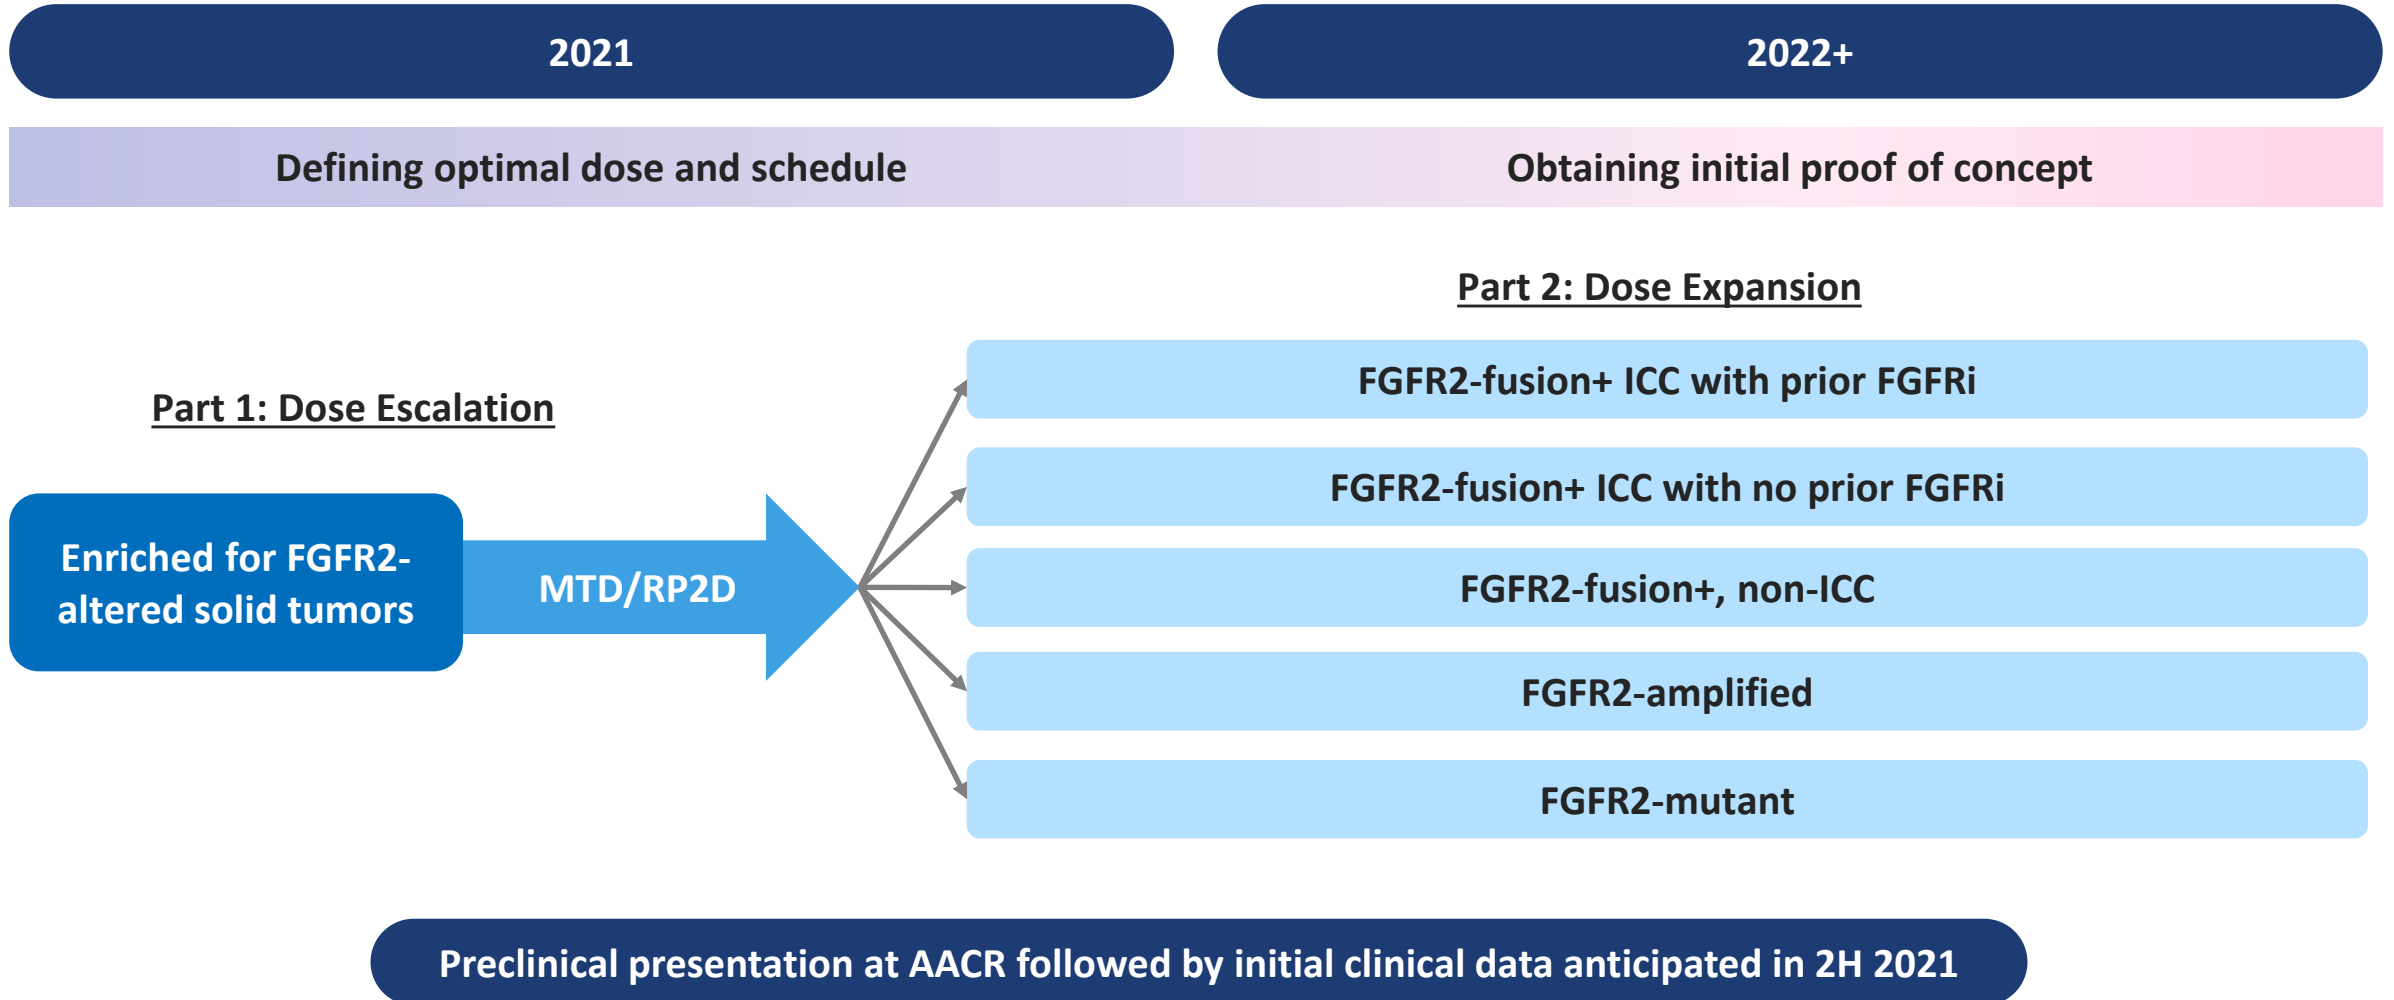 2021
2022+
Defining optimal dose and schedule
Obtaining initial proof of concept
Part 1: Dose Escalation
Enriched for FGFR2-
altered solid tumors
MTD/RP2D
Part 2: Dose Expansion
FGFR2-fusion+ ICC with prior FGFRi
FGFR2-fusion+ ICC with no prior FGFRi
FGFR2-fusion+, non-ICC
FGFR2-amplified
FGFR2-mutant
Preclinical presentation at AACR followed by initial clinical data anticipated in 2H 2021